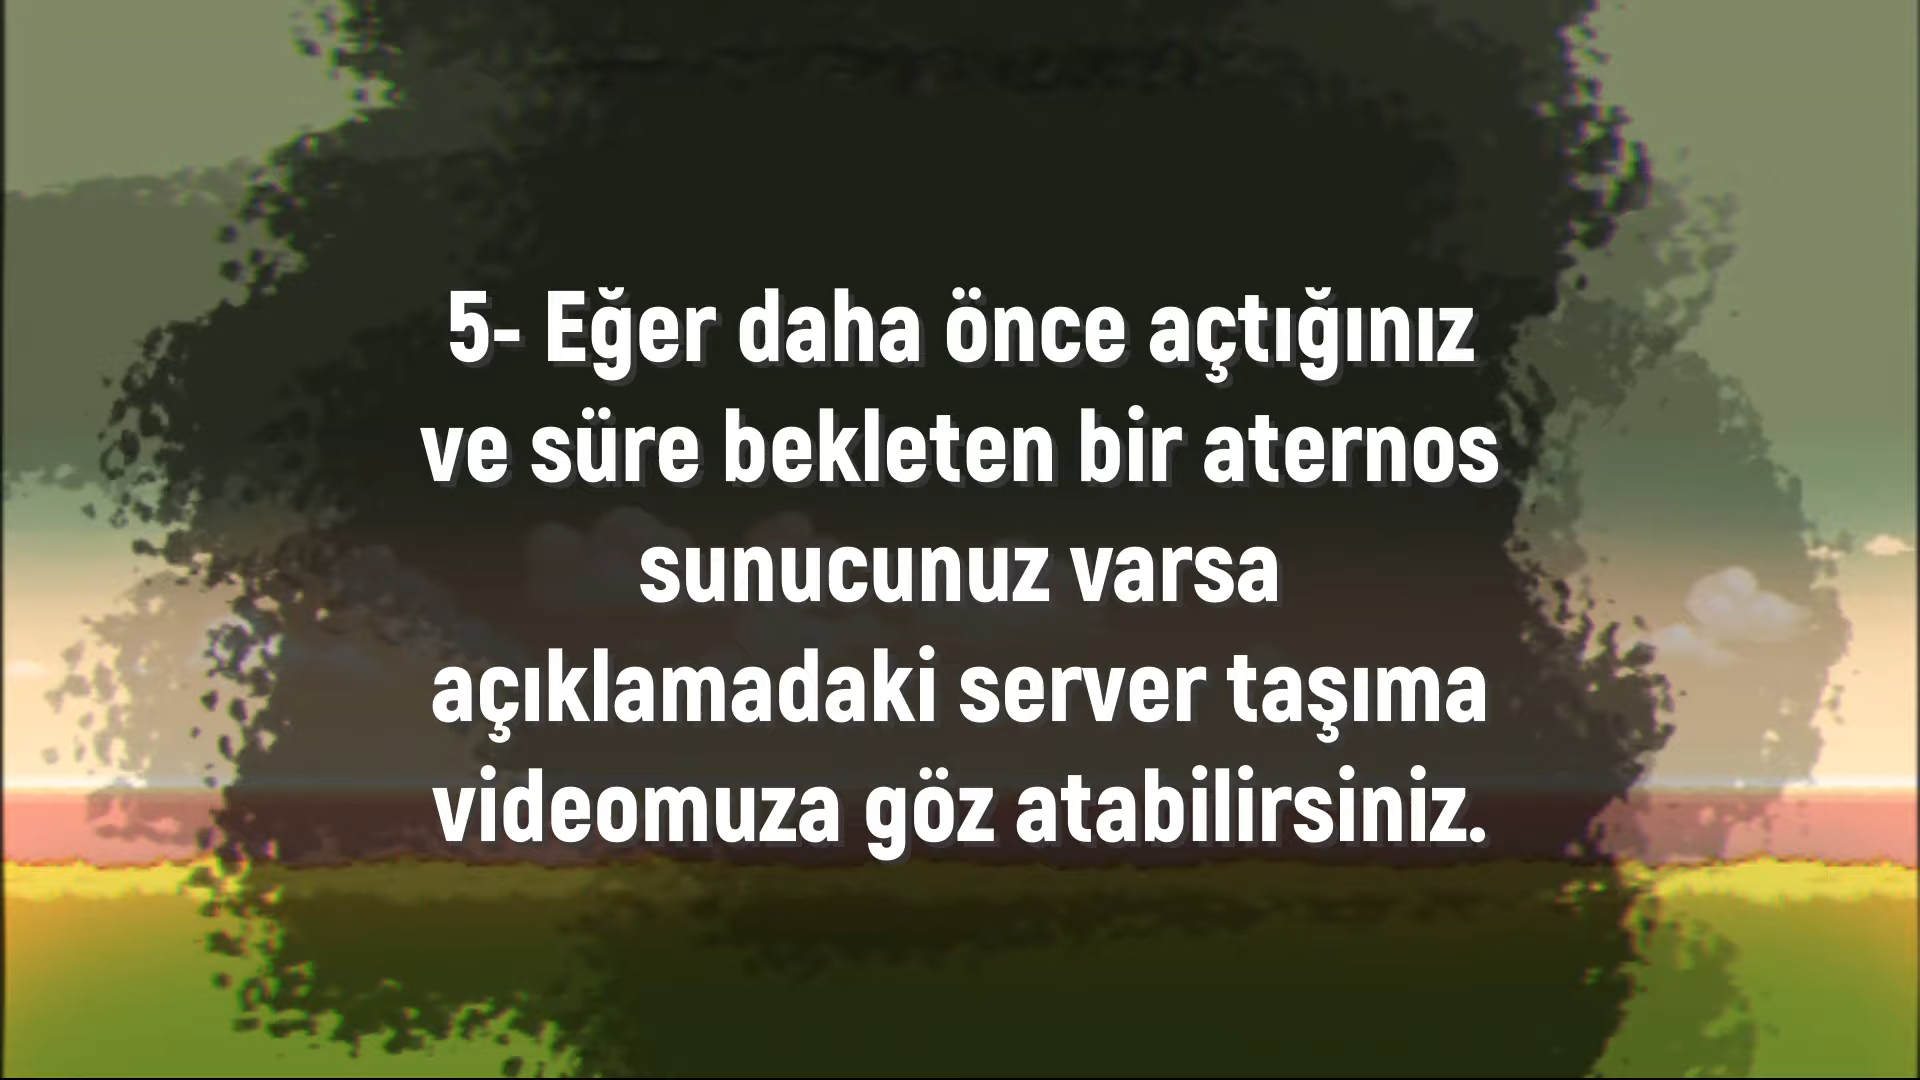 5- Eğer daha önce açtığınız
ve süre bekleten bir aternos
sunucunuz varsa
açıklamadaki server taşıma
videomuza göz atabilirsiniz.